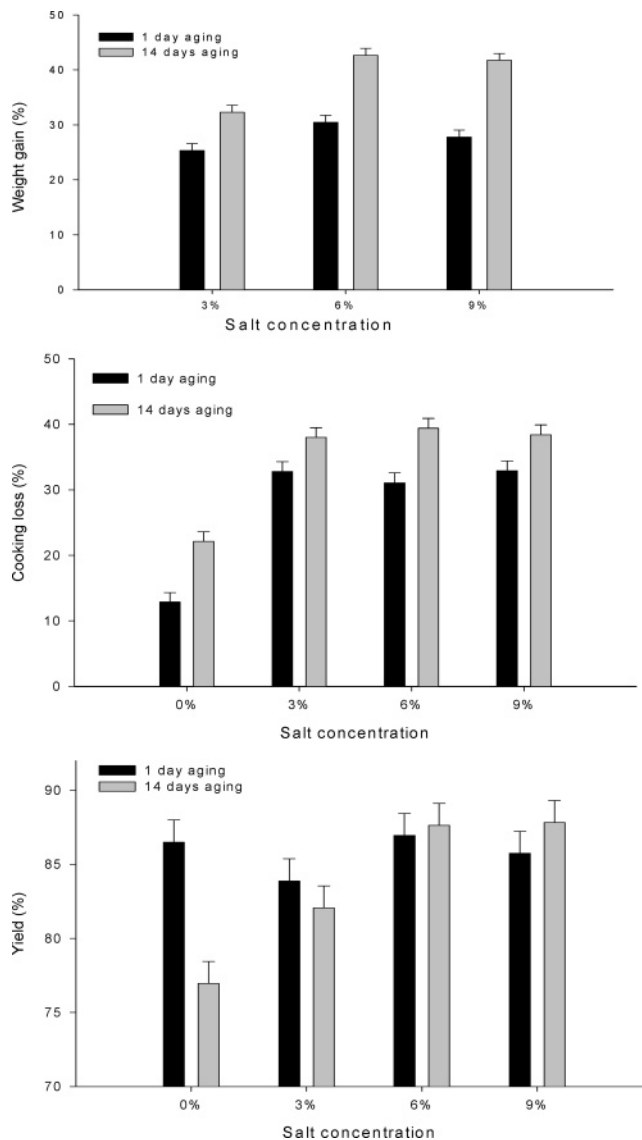 50
1 day aging
14 days aging
40
30
20
10
0
Weight gain (%)
3% 6% 9%
Salt concentration
50
1 day aging
14 days aging
40
30
20
10
0
Cooking loss (%)
0% 3% 6% 9%
Salt concentration
1 day aging
14 days aging
90
85
80
75
70
Yield (%)
0% 3% 6% 9%
Salt concentration